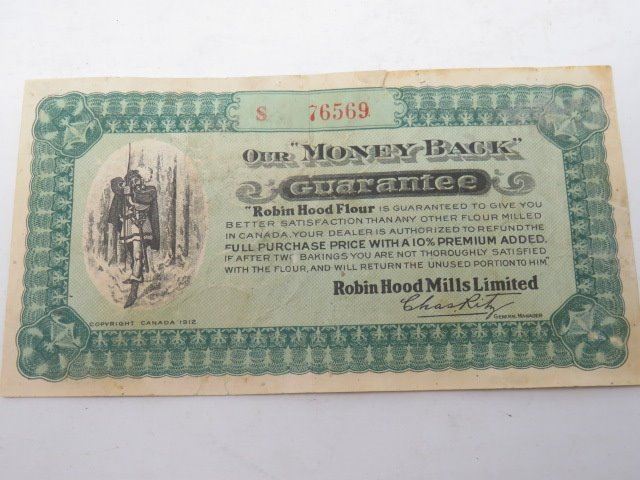 S 76569
OUR "MONEY BACK"
Guarantee
"Robin Hood Flour IS GUARANTEED TO GIVE YOU
BETTER SATISFACTION THAN ANY OTHER FLOUR MILLED
IN CANADA. YOUR DEALER IS AUTHORIZED TO REFUND THE
FULL PURCHASE PRICE WITH A 10% PREMIUM ADDED,
IF AFTER TWO BAKINGS YOU ARE NOT THOROUGHLY SATISFIED
WITH THE FLOUR, AND WILL RETURN THE UNUSED PORTION TO HIM"
Robin Hood Mills Limited
Chas Ritz
GENERAL MANAGER
COPYRIGHT CANADA 1912